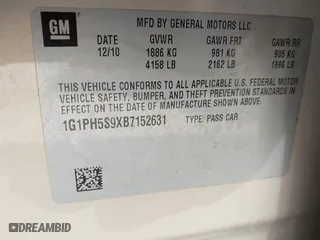 GM
MFD BY GENERAL MOTORS LLC
DATE GVWR GAWR FRT GAWR RR
12/10 1886 KG 981 KG 905 KG
4158 LB 2162 LB 1996 LB
THIS VEHICLE CONFORMS TO ALL APPLICABLE U.S. FEDERAL MOTOR
VEHICLE SAFETY, BUMPER, AND THEFT PREVENTION STANDARDS IN
EFFECT ON THE DATE OF MANUFACTURE SHOWN ABOVE.
1G1PH5S9XB7152631 TYPE: PASS CAR
DREAMBID